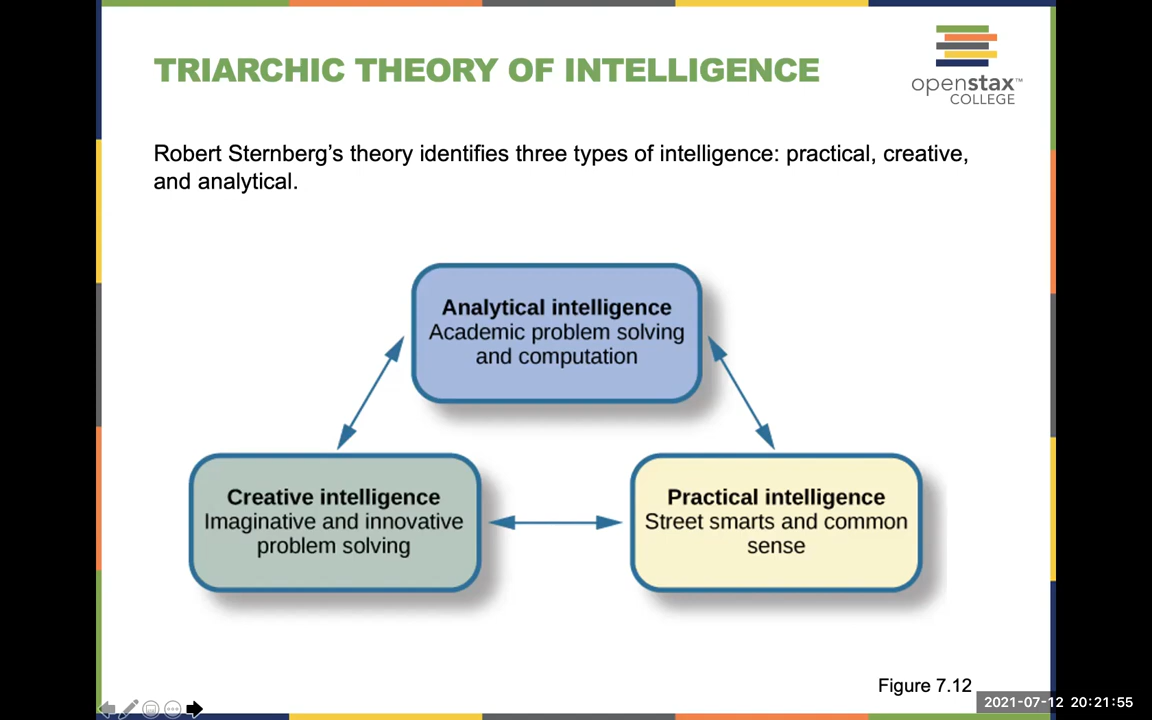 TRIARCHIC THEORY OF INTELLIGENCE
openstax™
COLLEGE
Robert Sternberg’s theory identifies three types of intelligence: practical, creative,
and analytical.
Analytical intelligence
Academic problem solving
and computation
Creative intelligence
Imaginative and innovative
problem solving
Practical intelligence
Street smarts and common
sense
Figure 7.12
2021-07-12 20:21:55